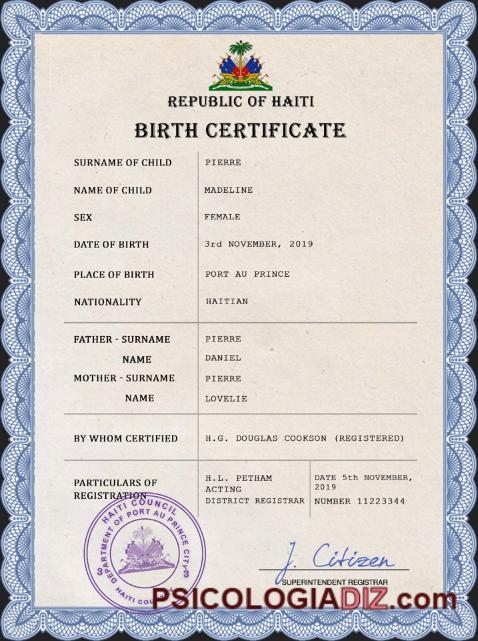 REPUBLIC OF HAITI
BIRTH CERTIFICATE
SURNAME OF CHILD PIERRE
NAME OF CHILD MADELINE
SEX FEMALE
DATE OF BIRTH 3rd NOVEMBER, 2019
PLACE OF BIRTH PORT AU PRINCE
NATIONALITY HAITIAN
FATHER - SURNAME PIERRE
NAME DANIEL
MOTHER - SURNAME PIERRE
NAME LOVELIE
BY WHOM CERTIFIED H.G. DOUGLAS COOKSON (REGISTERED)
PARTICULARS OF
REGISTRATION
H.L. PETHAM
ACTING
DISTRICT REGISTRAR
DATE 5th NOVEMBER,
2019
NUMBER 11223344
HAITI COUNCIL
DEPARTMENT OF PORT AU PRINCE CITY
3 3
J. Citizen
SUPERINTENDENT REGISTRAR
PSICOLOGIADIZ.com